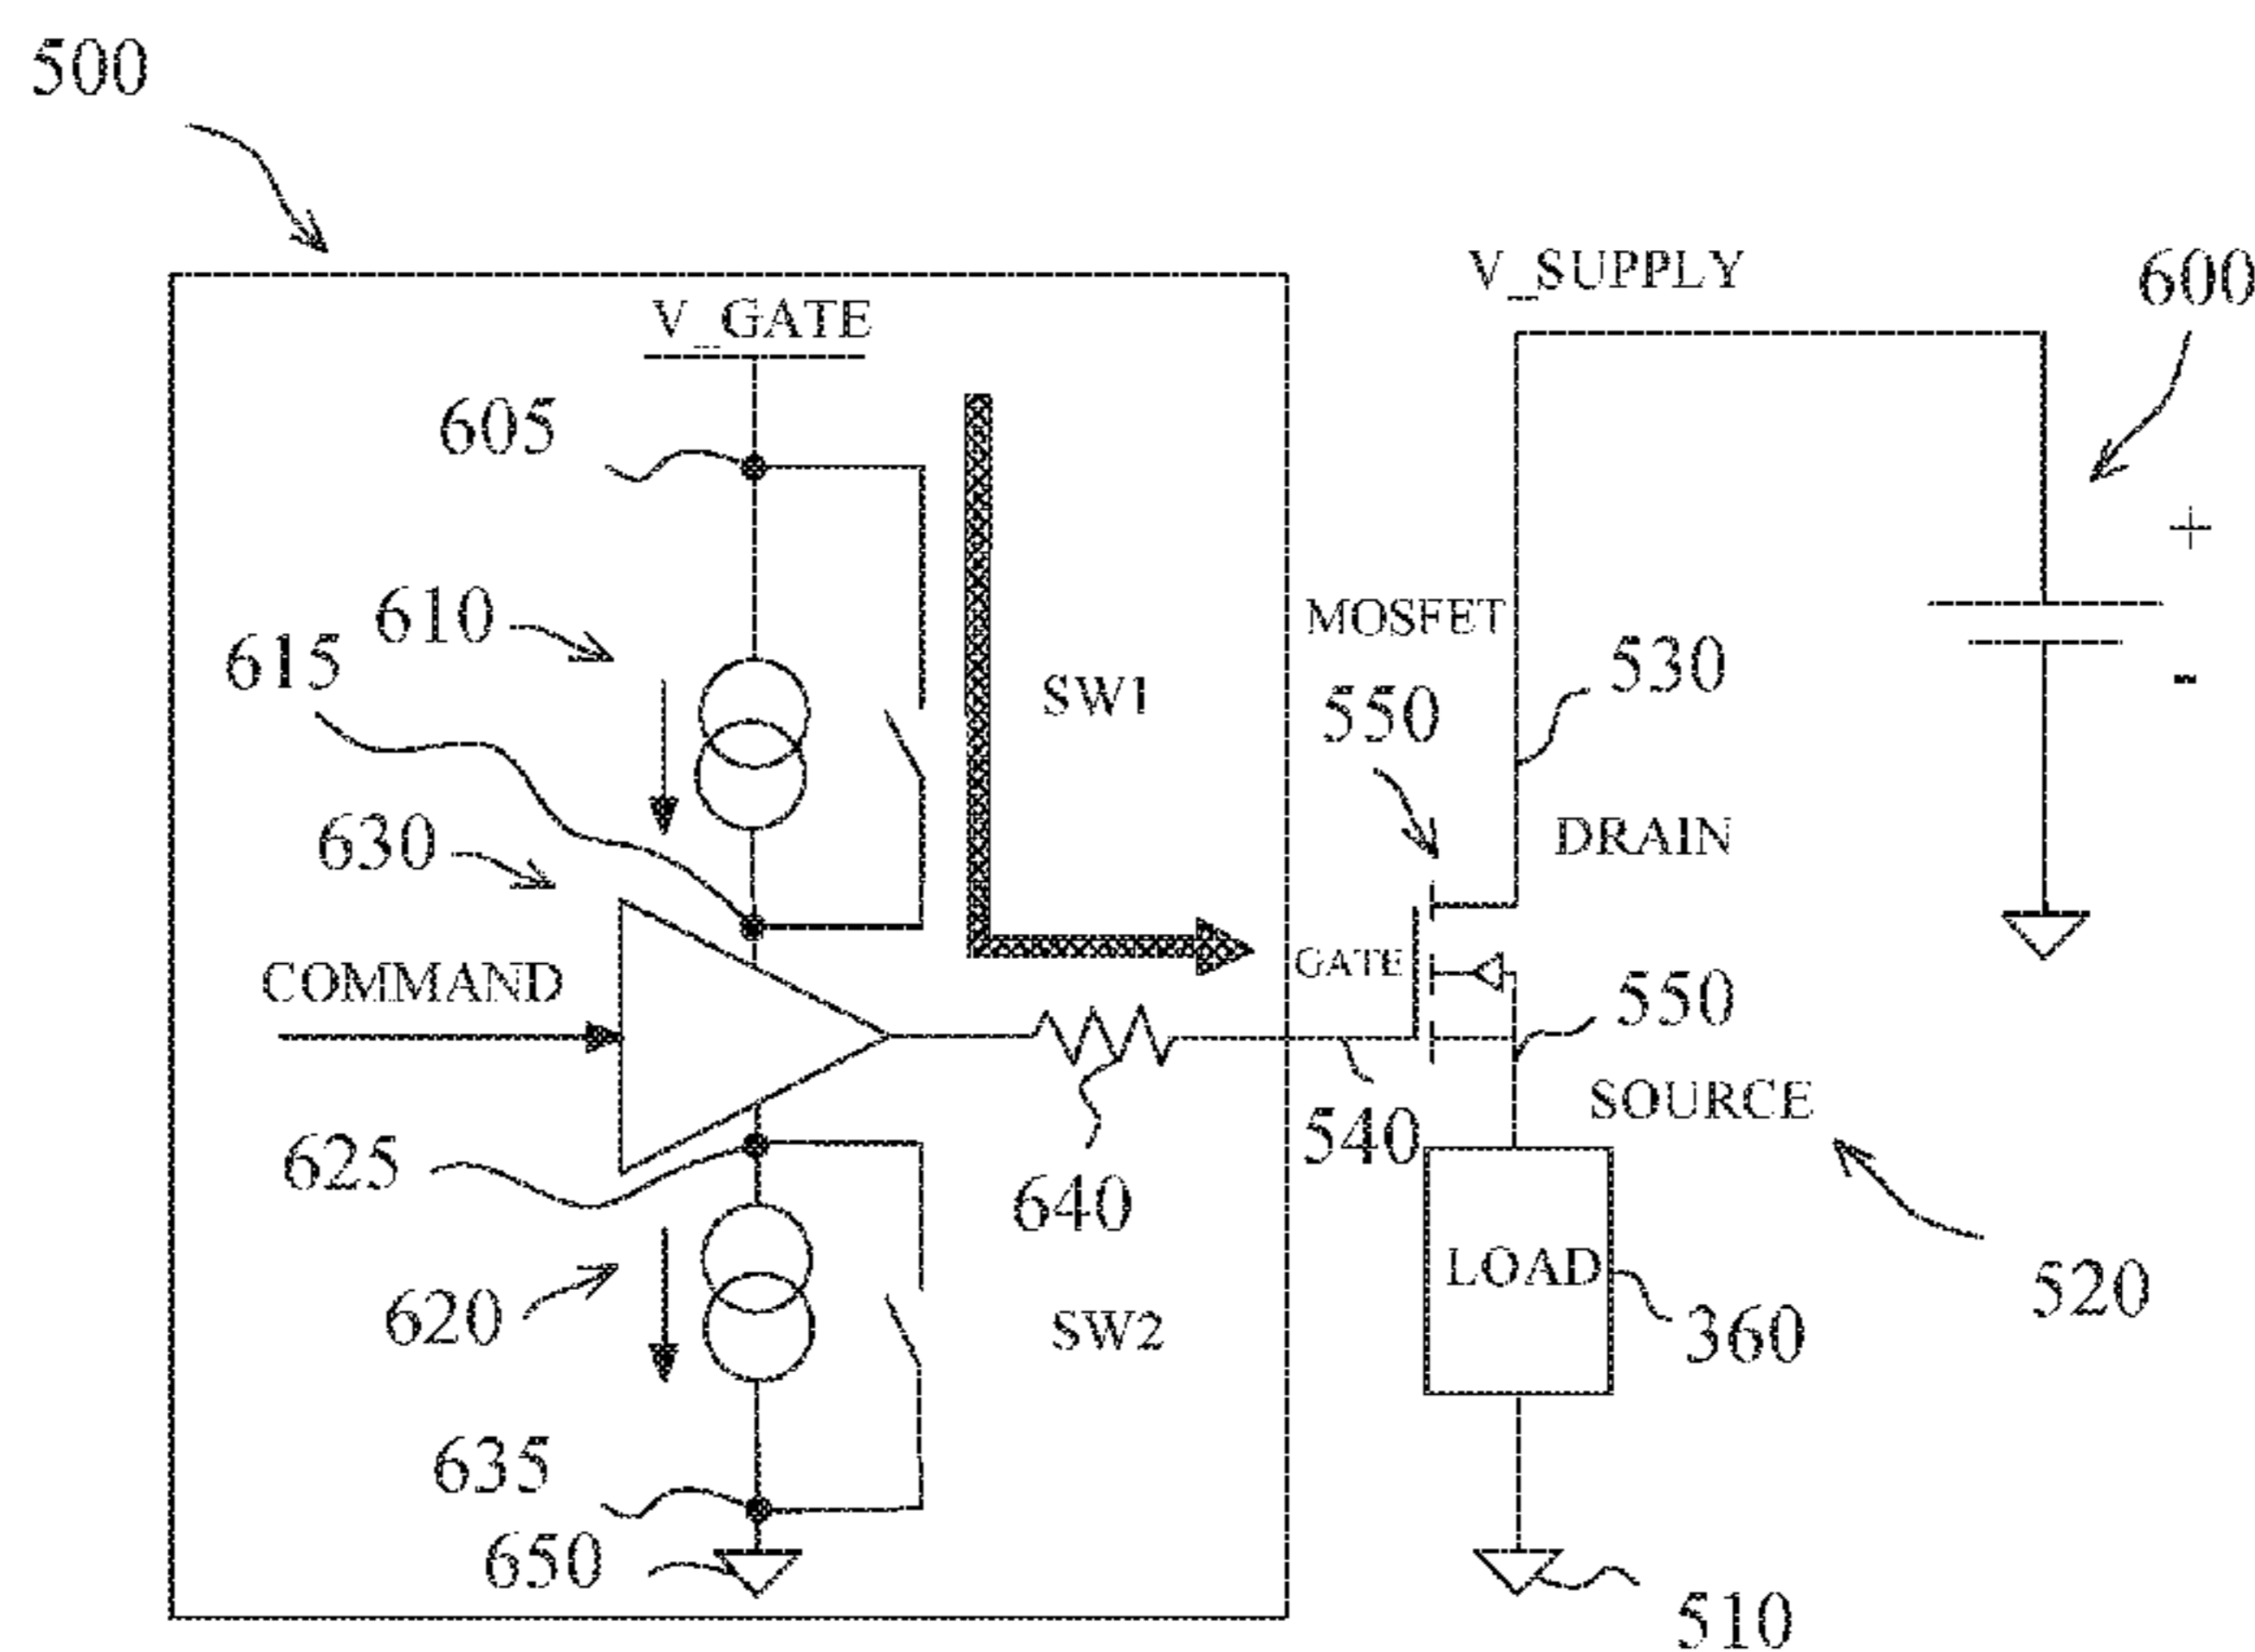 500
V_SUPPLY
600
V_GATE
605
+
610
MOSFET
615
530
-
SW1
550
630
DRAIN
COMMAND
GATE
550
SOURCE
540
625
640
LOAD
520
620
SW2
360
635
650
510